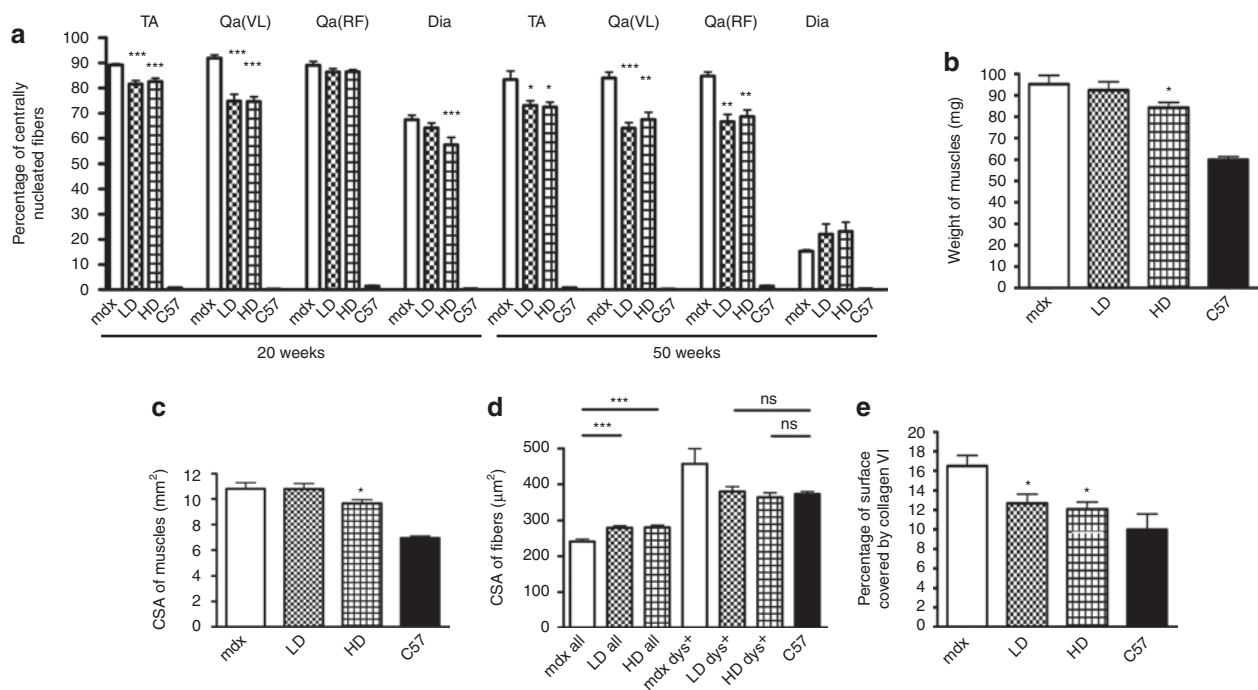 a
TA Qa(VL) Qa(RF) Dia TA Qa(VL) Qa(RF) Dia
Percentage of centrally
nucleated fibers
100
90
80
70
60
50
40
30
20
10
0
*** *** *** *** *** * * *** ** ** **
mdx LD HD C57 mdx LD HD C57 mdx LD HD C57 mdx LD HD C57 mdx LD HD C57 mdx LD HD C57 mdx LD HD C57 mdx LD HD C57
20 weeks 50 weeks
b
Weight of muscles (mg)
100
90
80
70
60
50
40
30
20
10
0
*
mdx LD HD C57
c
CSA of muscles (mm²)
12
10
8
6
4
2
0
*
mdx LD HD C57
d
CSA of fibers (µm²)
500
400
300
200
100
0
*** ns
*** ns
mdx all LD all HD all mdx dys⁺ LD dys⁺ HD dys⁺ C57
e
Percentage of surface
covered by collagen VI
20
18
16
14
12
10
8
6
4
2
0
* *
mdx LD HD C57